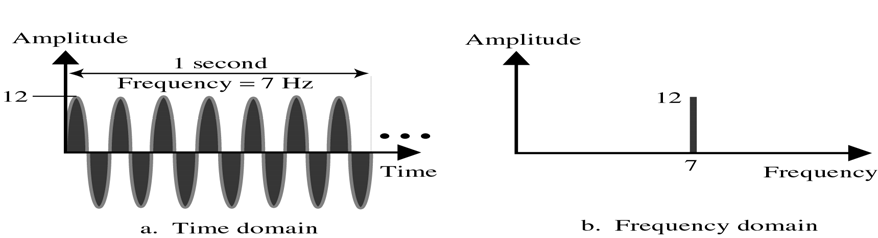 Amplitude
1 second
Frequency = 7 Hz
12
Time
a. Time domain
Amplitude
12
7
Frequency
b. Frequency domain